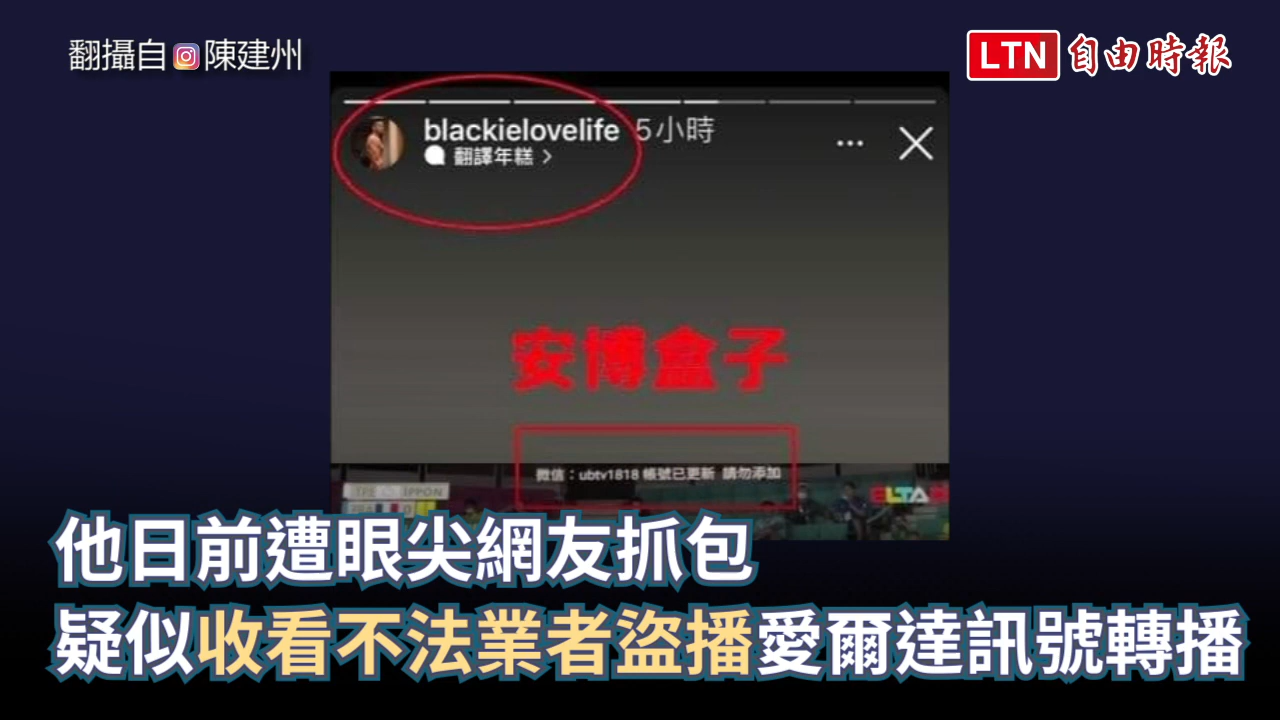 翻攝自 陳建州
LTN 自由時報
blackielovelife 5小時
翻譯年糕 >
安博盒子
微信：ubtv1818 帳號已更新 請勿添加
IPPON
ELTA
他日前遭眼尖網友抓包
疑似收看不法業者盜播愛爾達訊號轉播